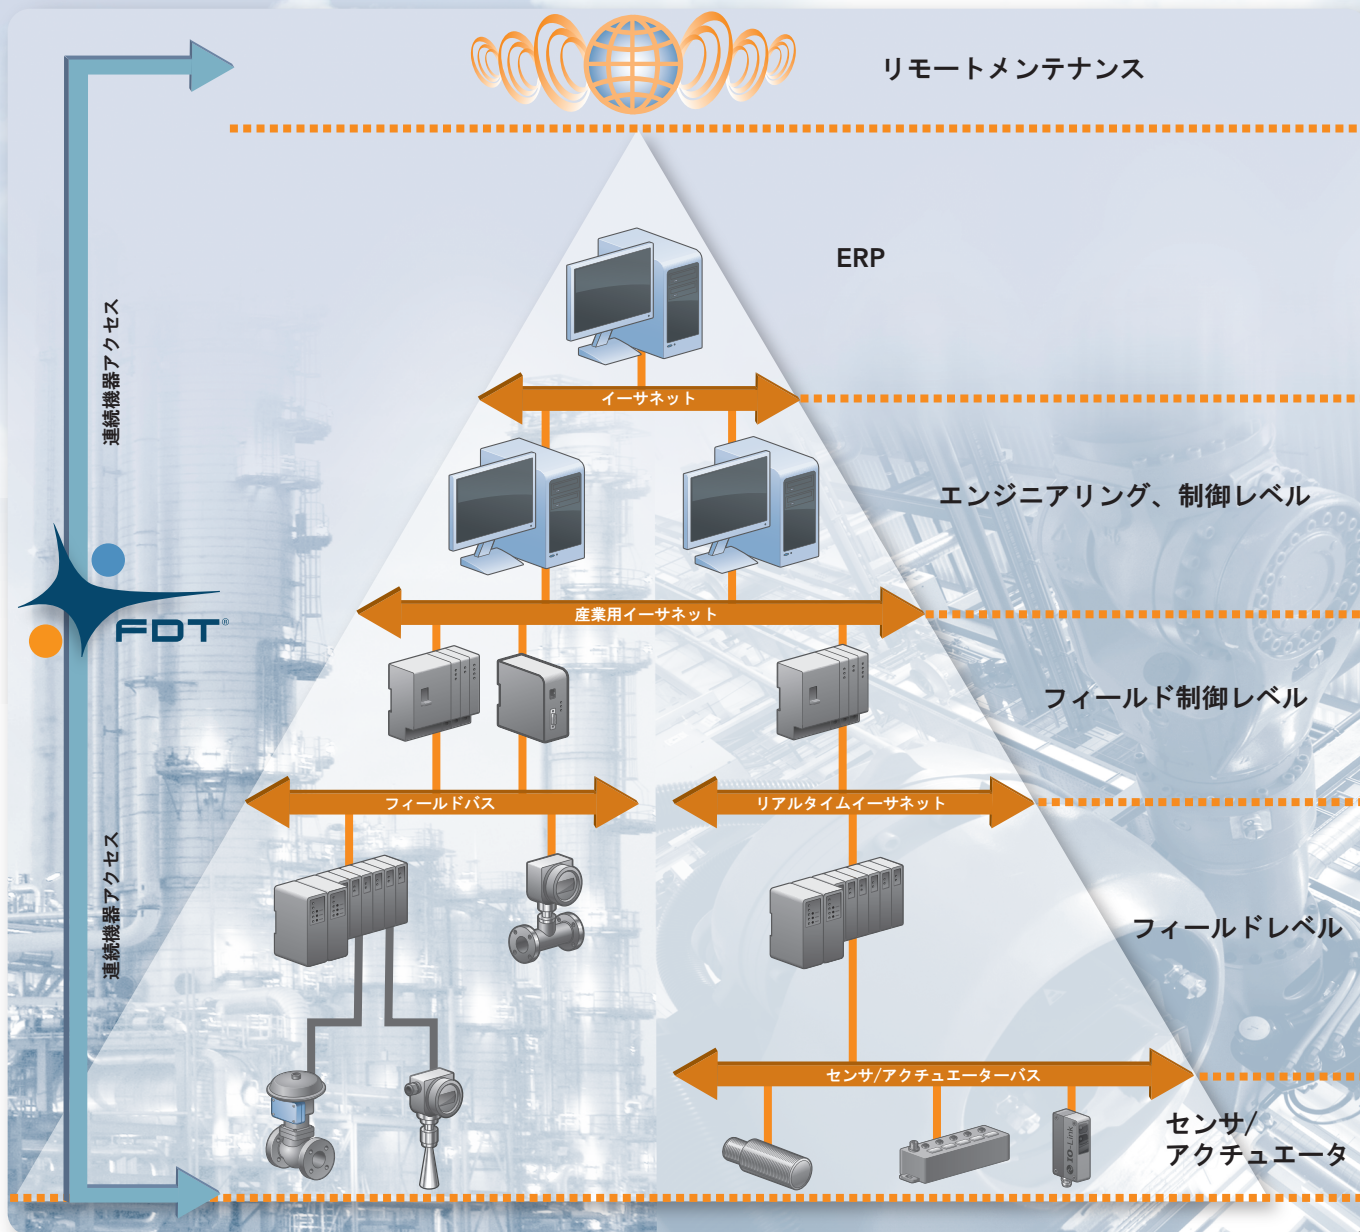 リモートメンテナンス
ERP
連続機器アクセス
イーサネット
エンジニアリング、制御レベル
FDT®
産業用イーサネット
フィールド制御レベル
フィールドバス
リアルタイムイーサネット
連続機器アクセス
フィールドレベル
センサ/アクチュエーターバス
IO-Link
センサ/
アクチュエータ